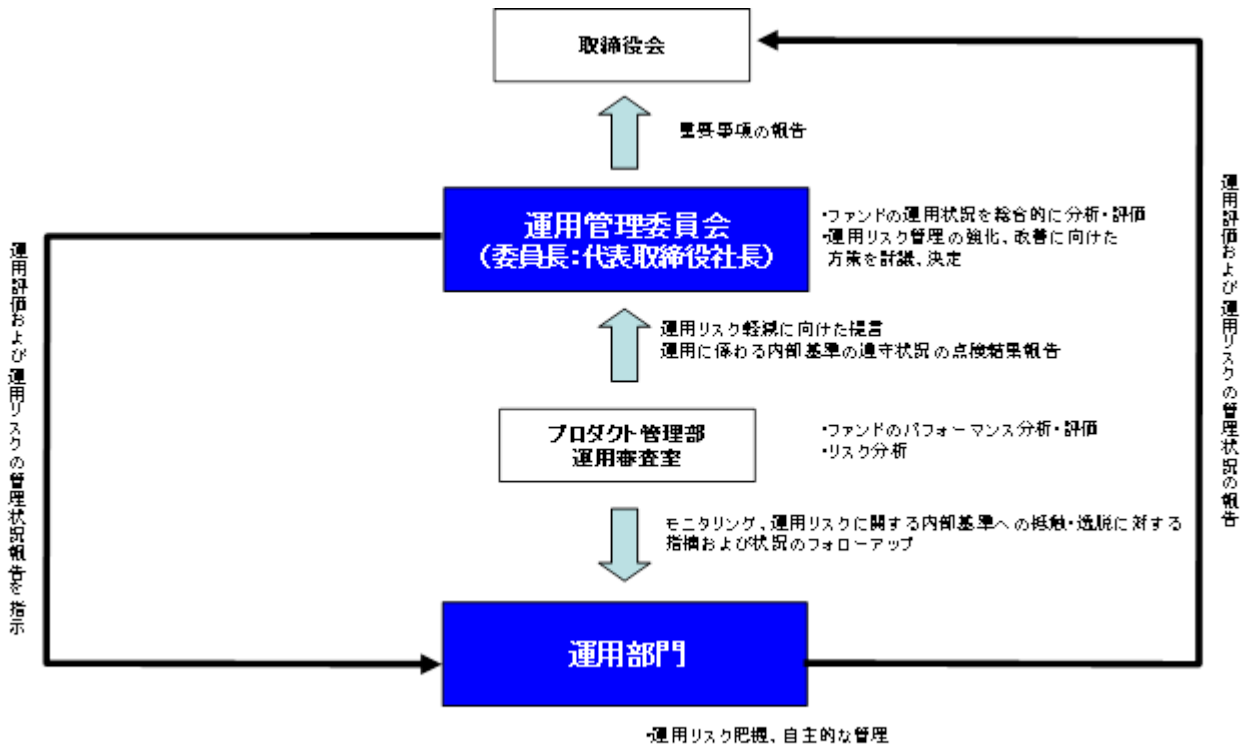 取締役会
重要事項の報告
運用管理委員会
(委員長:代表取締役社長)
・ファンドの運用状況を総合的に分析・評価
・運用リスク管理の強化、改善に向けた
方策を討議、決定
運用リスク軽減に向けた提言
運用に係わる内部基準の遵守状況の点検結果報告
プロダクト管理部
運用審査室
・ファンドのパフォーマンス分析・評価
・リスク分析
モニタリング、運用リスクに関する内部基準への抵触・逸脱に対する
指摘および状況のフォローアップ
運用部門
・運用リスク把握、自主的な管理
運用評価および運用リスクの管理状況報告を指示
運用評価および運用リスクの管理状況の報告